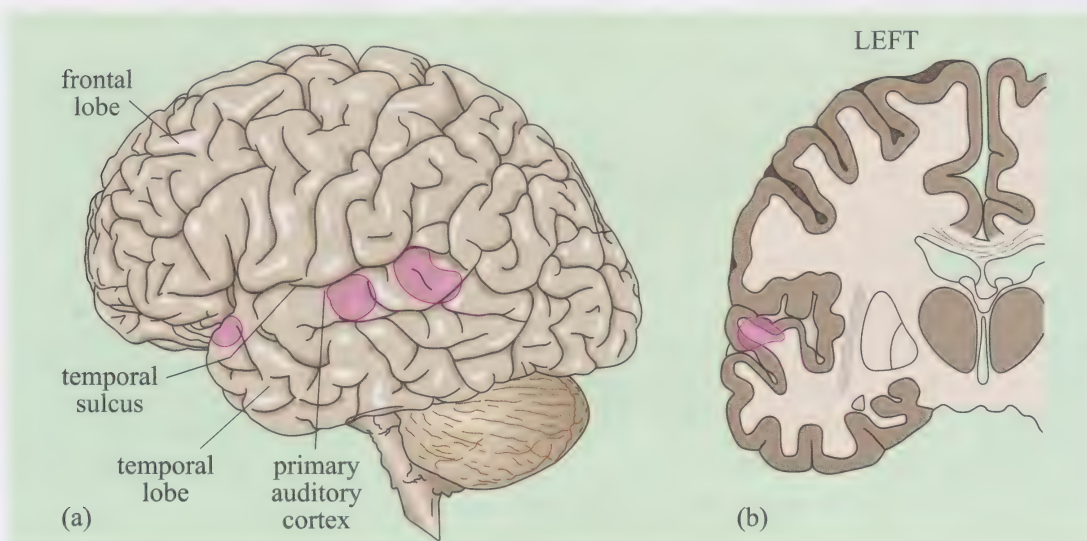 LEFT
frontal
lobe
temporal
sulcus
temporal
lobe
primary
auditory
cortex
(a)
(b)